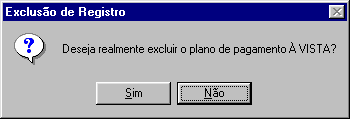 Exclusão de Registro
Deseja realmente excluir o plano de pagamento À VISTA?
Sim
Não